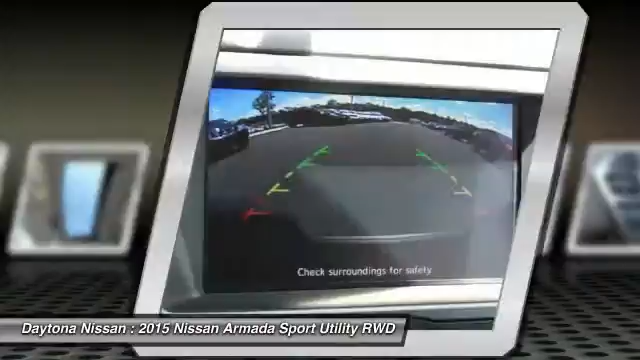 Check surroundings for safety
Daytona Nissan : 2015 Nissan Armada Sport Utility RWD